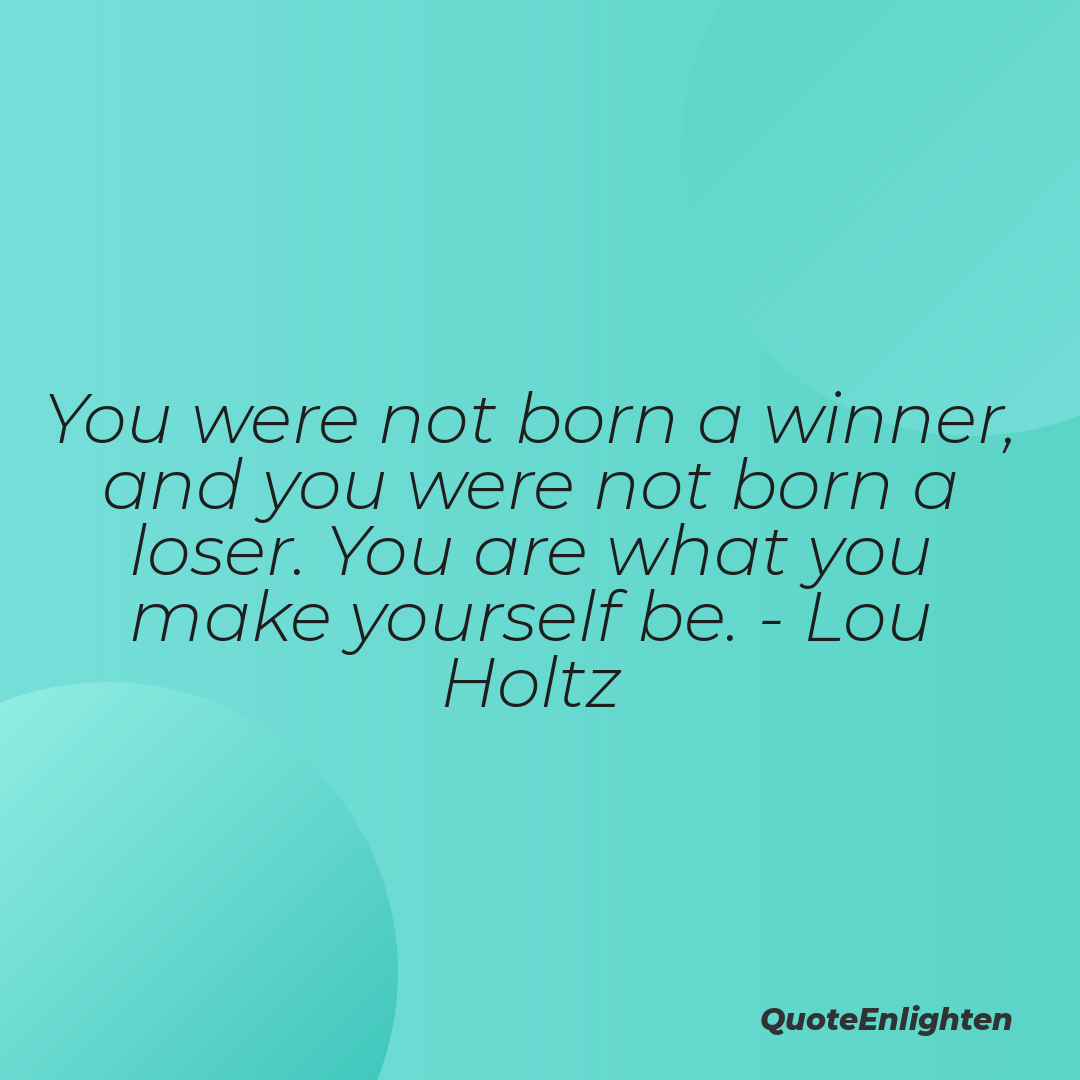 You were not born a winner,
and you were not born a
loser. You are what you
make yourself be. - Lou
Holtz
QuoteEnlighten